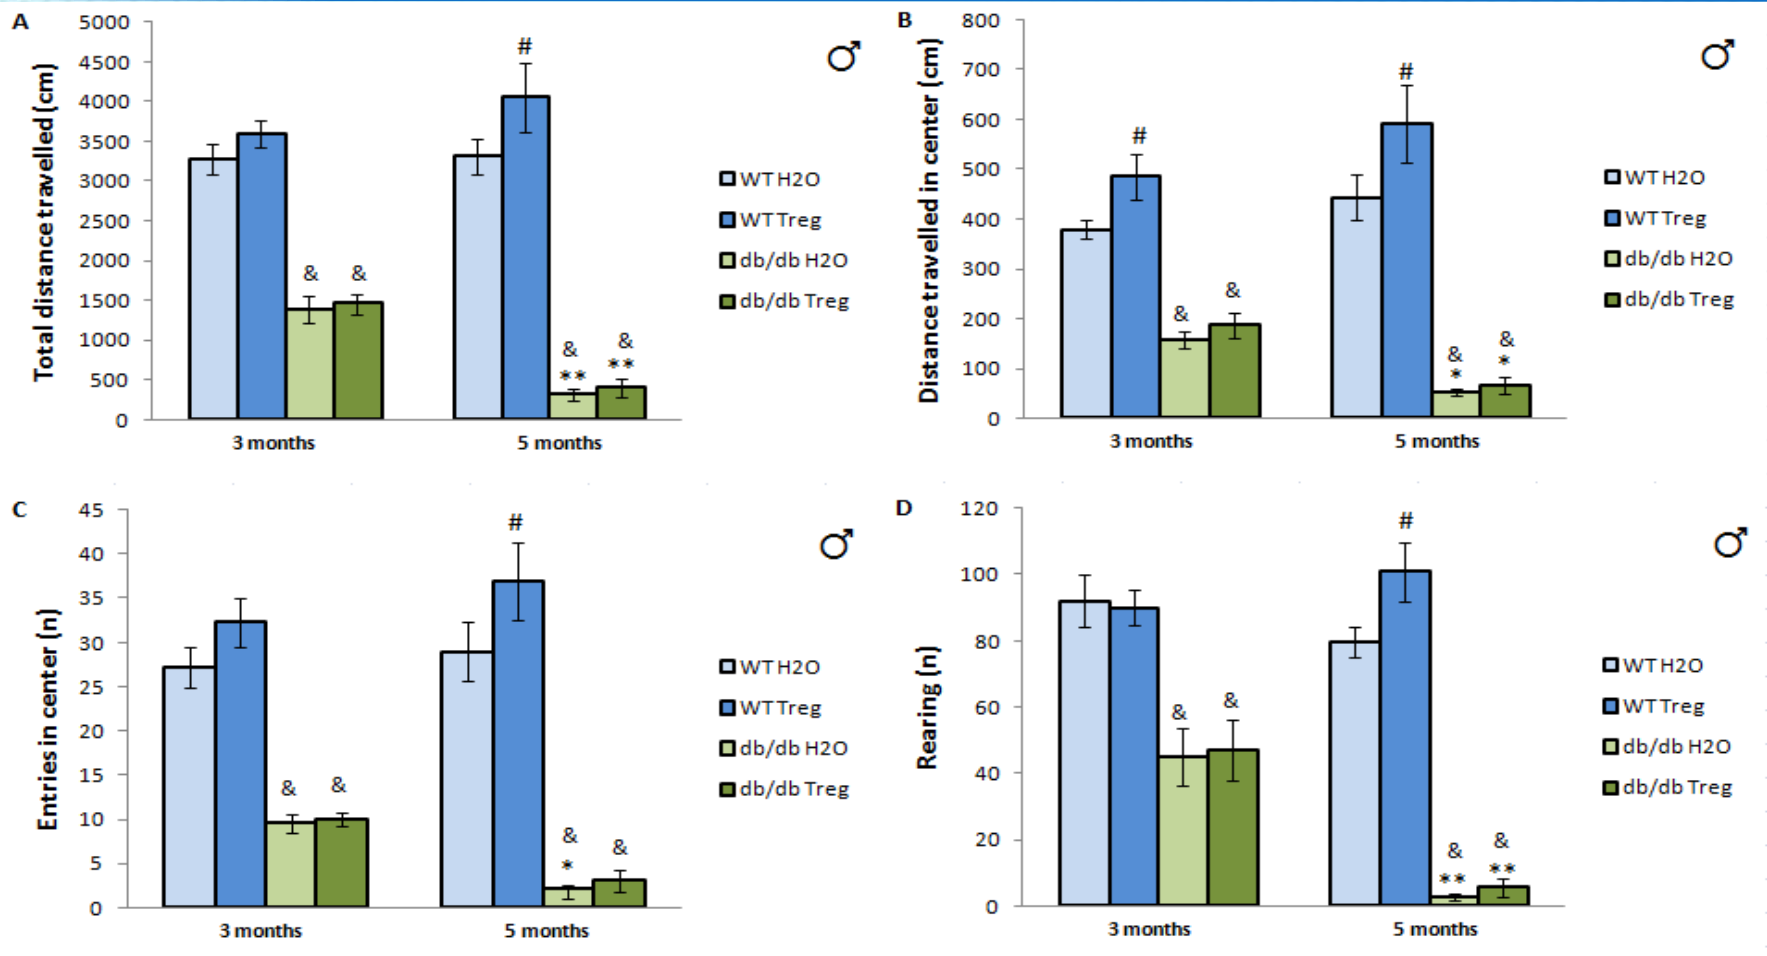 A
5000
4500
4000
3500
3000
2500
2000
1500
1000
500
0
Total distance travelled (cm)
#
& &
&
**
&
**
3 months 5 months
♂
WT H2O
WT Treg
db/db H2O
db/db Treg
B
800
700
600
500
400
300
200
100
0
Distance travelled in center (cm)
#
#
&
&
&
*
&
*
3 months 5 months
♂
WT H2O
WT Treg
db/db H2O
db/db Treg
C
45
40
35
30
25
20
15
10
5
0
Entries in center (n)
#
& &
&
*
&
3 months 5 months
♂
WT H2O
WT Treg
db/db H2O
db/db Treg
D
120
100
80
60
40
20
0
Rearing (n)
#
&
&
&
**
&
**
3 months 5 months
♂
WT H2O
WT Treg
db/db H2O
db/db Treg